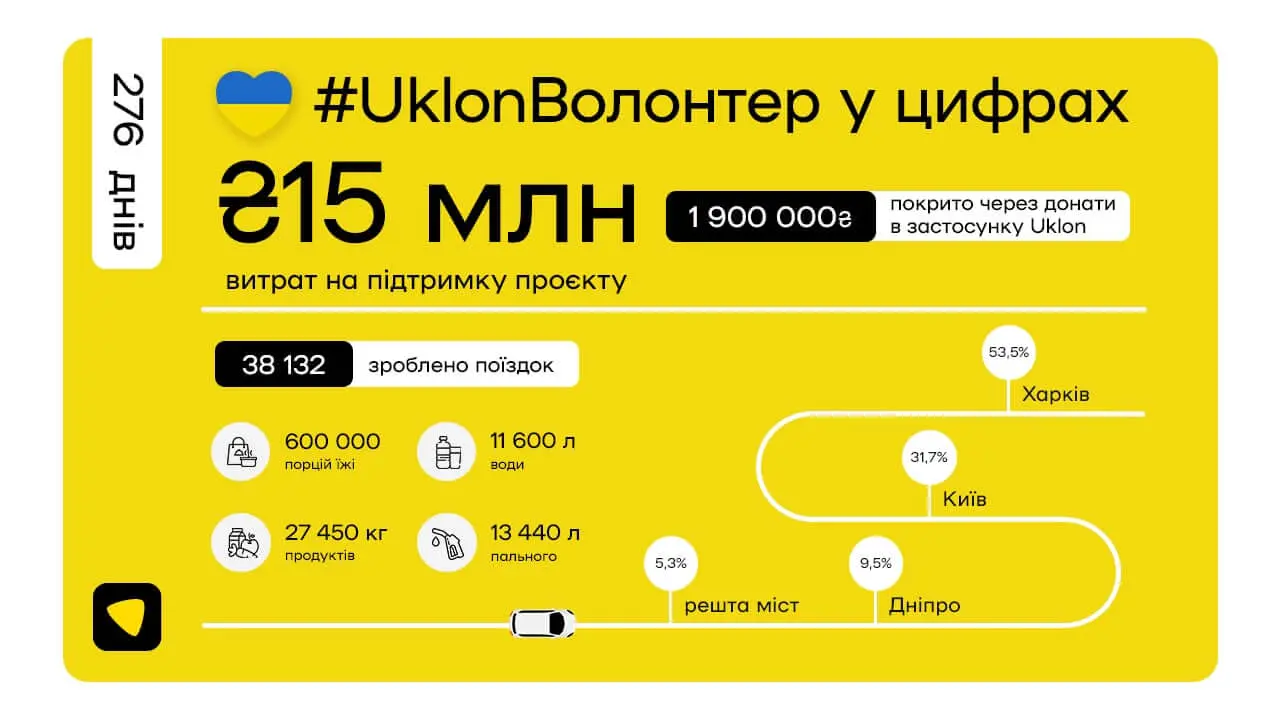 276 днів
#UklonВолонтер у цифрах
₴15 млн
витрат на підтримку проєкту
1 900 000₴
покрито через донати
в застосунку Uklon
38 132
зроблено поїздок
600 000
порцій їжі
11 600 л
води
27 450 кг
продуктів
13 440 л
пального
53,5%
Харків
31,7%
Київ
5,3%
решта міст
9,5%
Дніпро